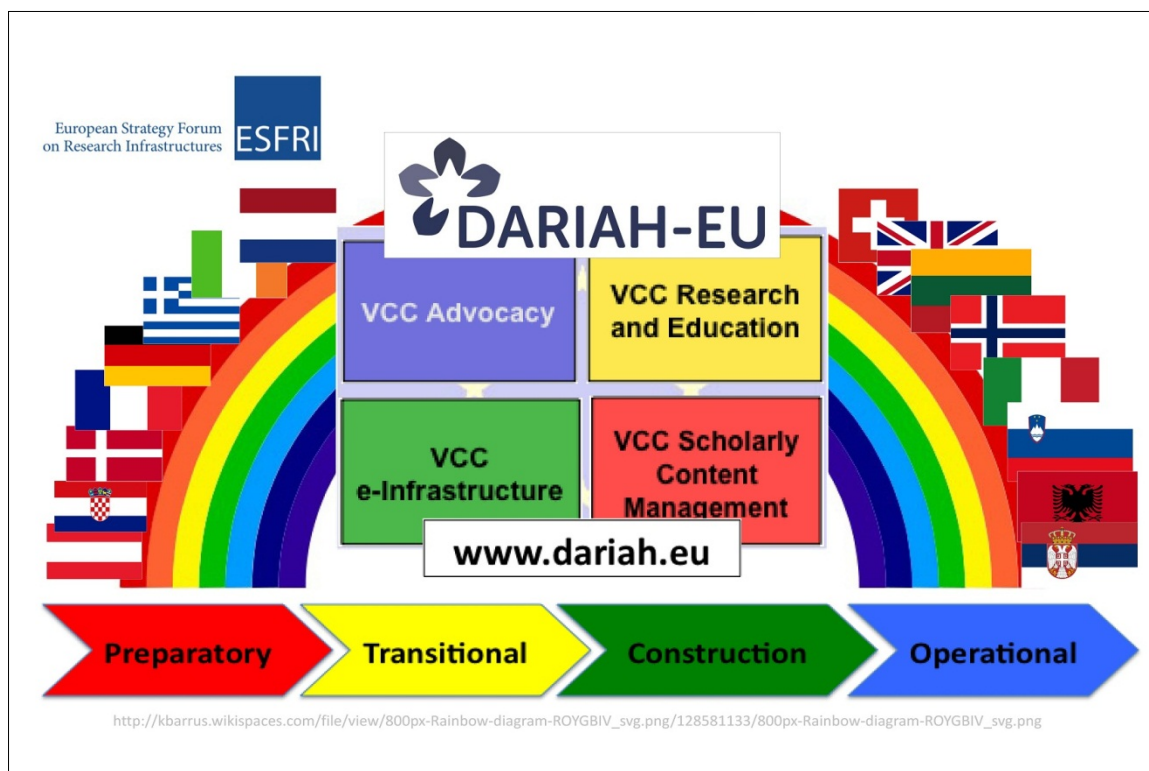 European Strategy Forum
on Research Infrastructures
ESFRI
DARIAH-EU
VCC Advocacy
VCC Research
and Education
VCC
e-Infrastructure
VCC Scholarly
Content
Management
www.dariah.eu
Preparatory
Transitional
Construction
Operational
http://kbarrus.wikispaces.com/file/view/800px-Rainbow-diagram-ROYGBIV_svg.png/128581133/800px-Rainbow-diagram-ROYGBIV_svg.png